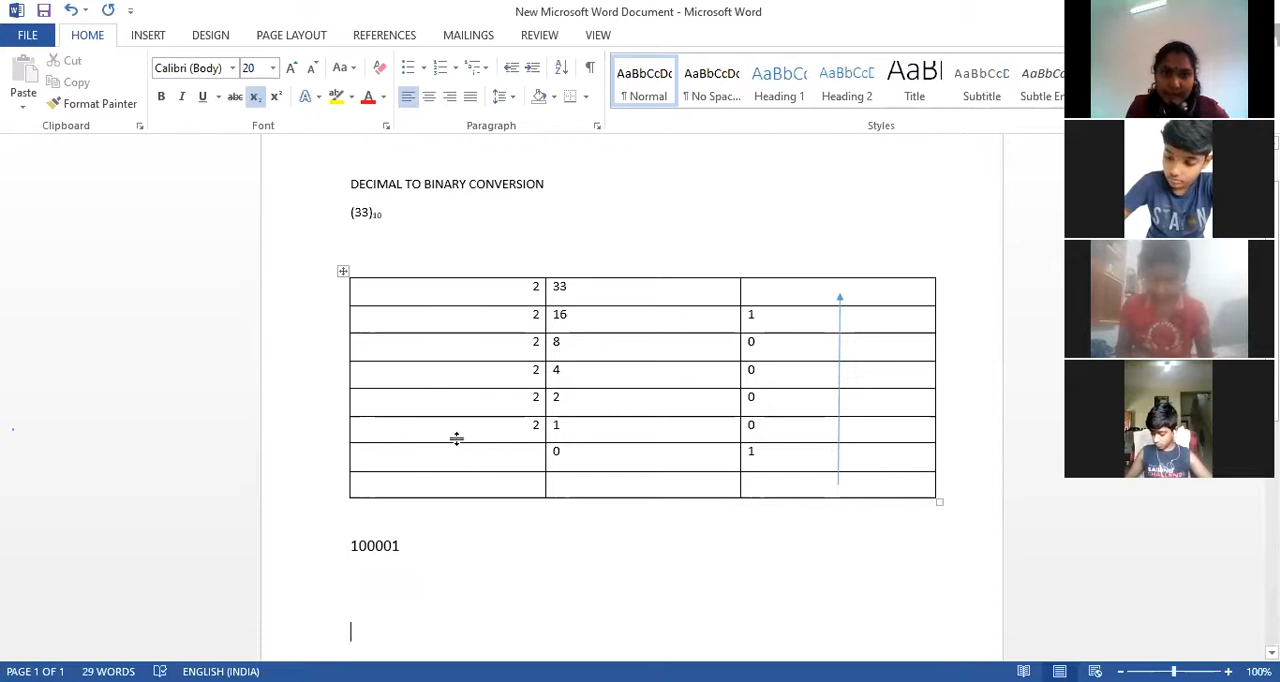 New Microsoft Word Document - Microsoft Word
FILE HOME INSERT DESIGN PAGE LAYOUT REFERENCES MAILINGS REVIEW VIEW
Cut
Copy
Format Painter
Paste
Clipboard
Calibri (Body) 20 Aa
B I U abc x₂ A A
Font
Paragraph
AaBbCcDc AaBbCcDc AaBbCc AaBbCcD AaBl AaBbCcD AaBbCcD
¶ Normal ¶ No Spac... Heading 1 Heading 2 Title Subtitle Subtle Em
Styles
DECIMAL TO BINARY CONVERSION
(33)₁₀
2 33
2 16 1
2 8 0
2 4 0
2 2 0
2 1 0
0 1
100001
PAGE 1 OF 1 29 WORDS ENGLISH (INDIA) 100%